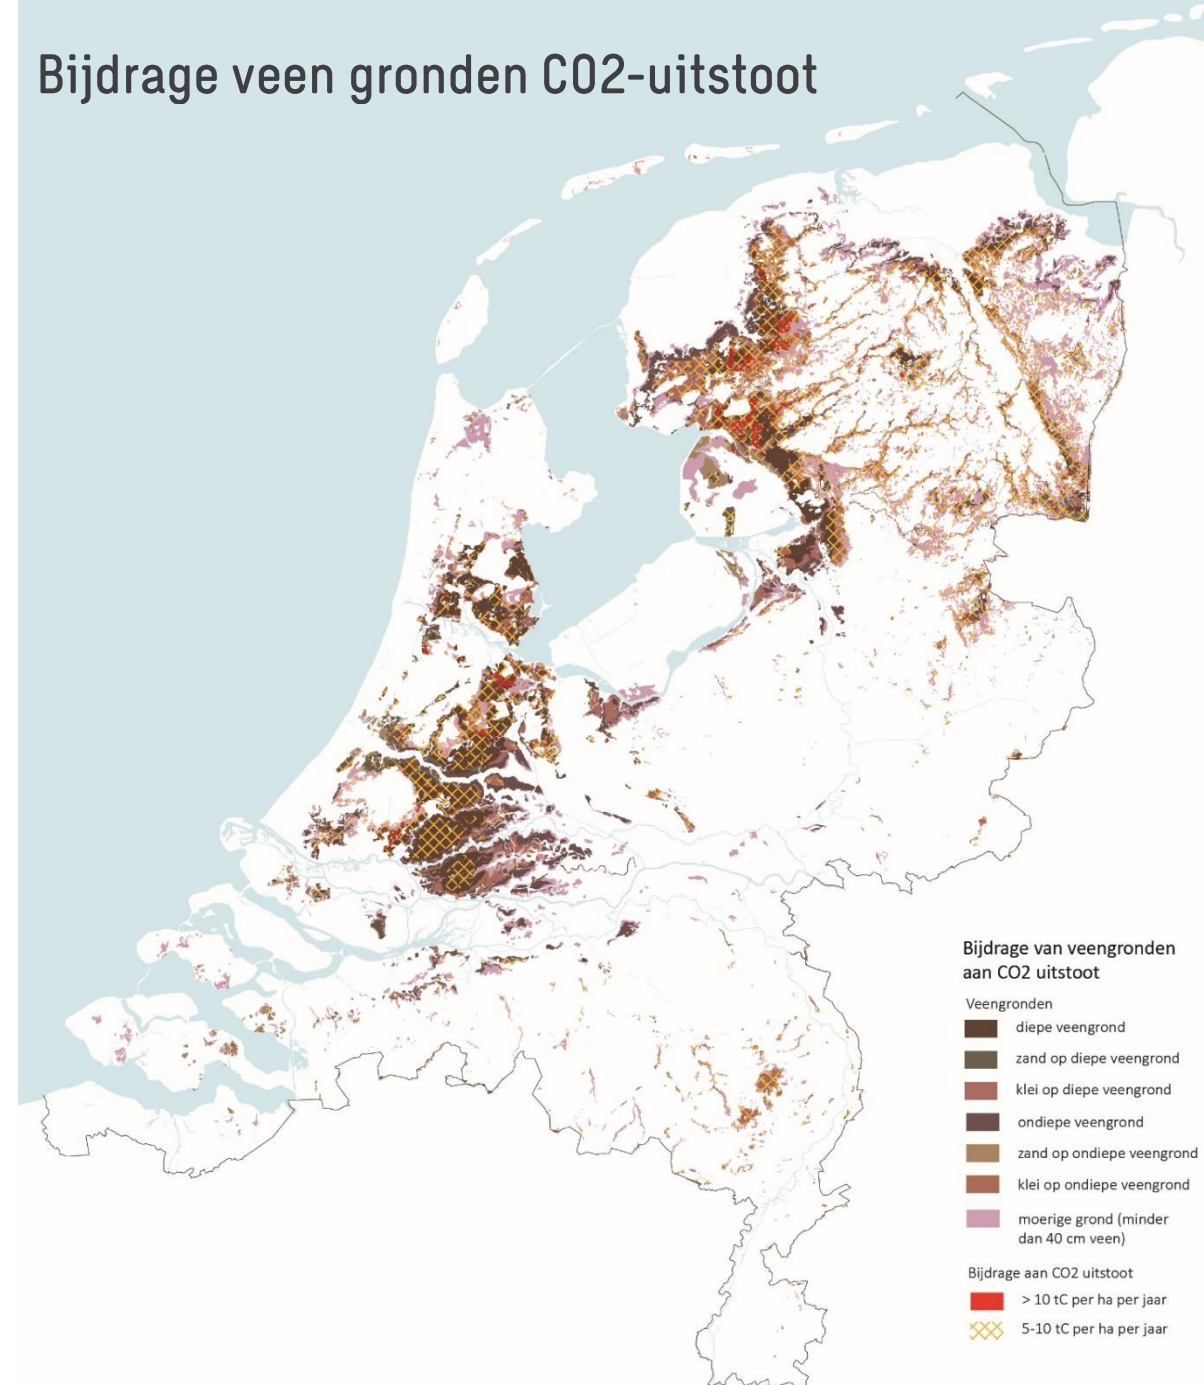 Bijdrage veen gronden CO2-uitstoot
Bijdrage van veengronden
aan CO2 uitstoot
Veengronden
diepe veengrond
zand op diepe veengrond
klei op diepe veengrond
ondiepe veengrond
zand op ondiepe veengrond
klei op ondiepe veengrond
moerige grond (minder
dan 40 cm veen)
Bijdrage aan CO2 uitstoot
> 10 tC per ha per jaar
5-10 tC per ha per jaar